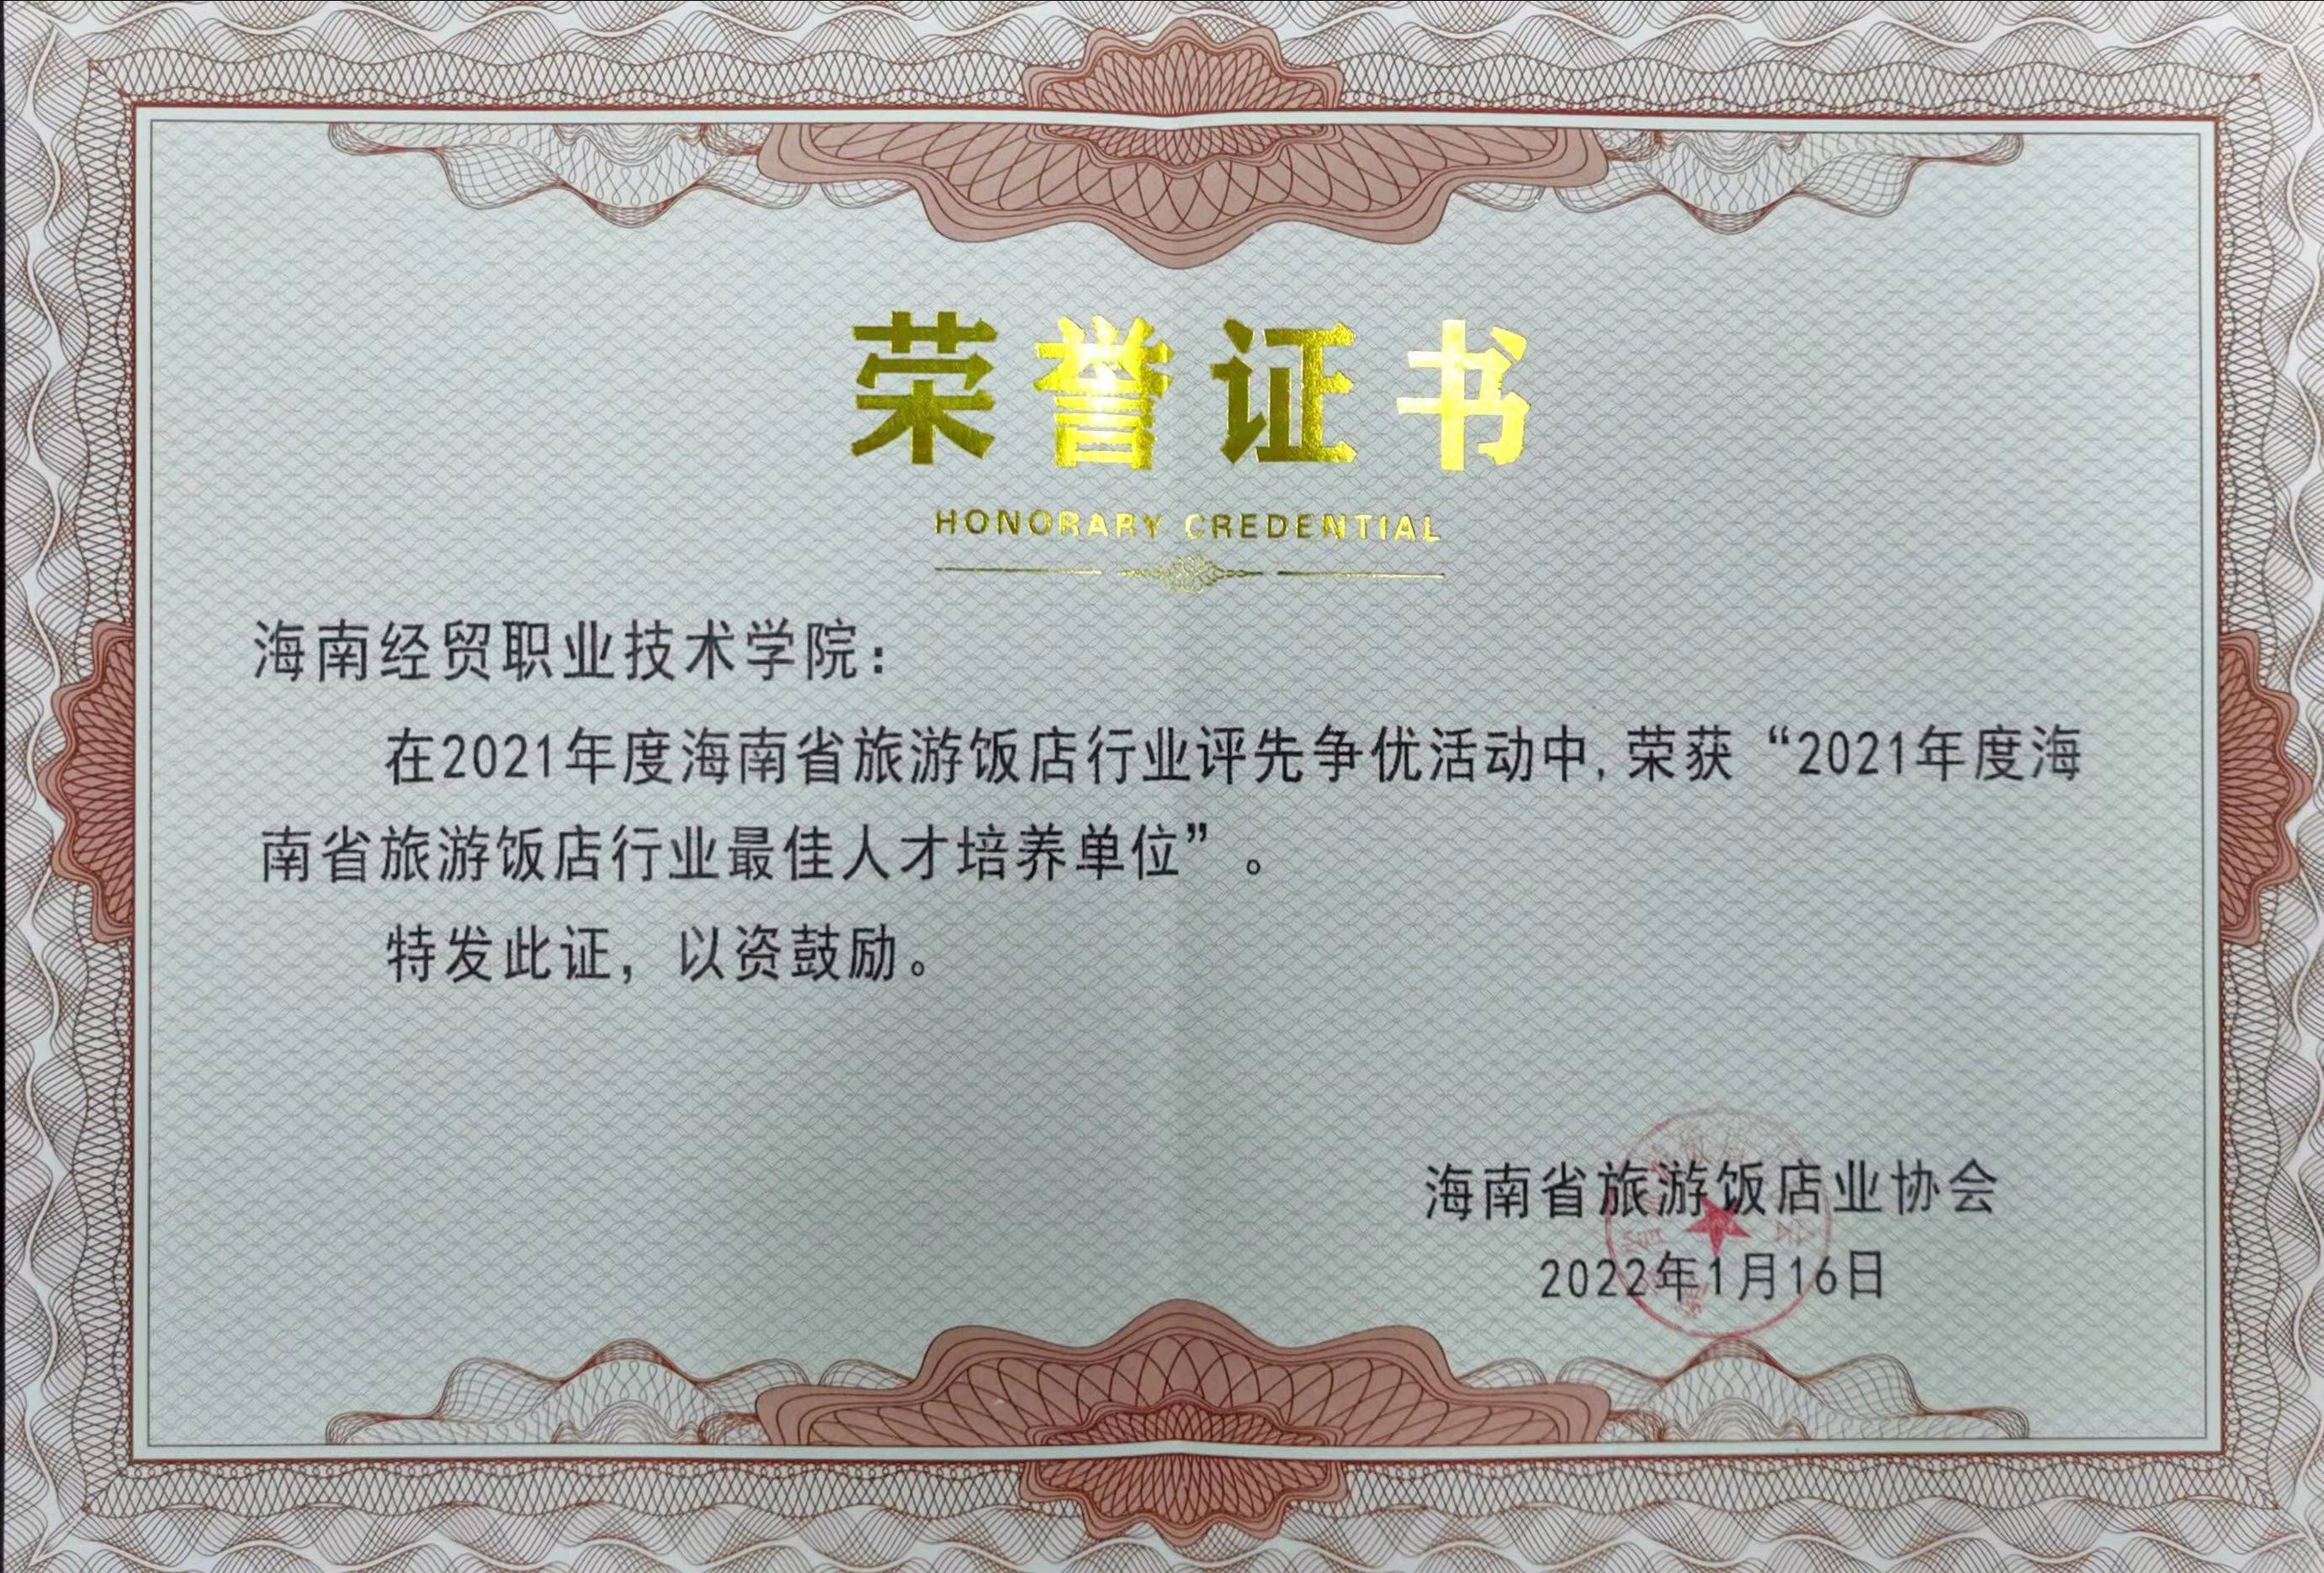 荣誉证书
HONORARY CREDENTIAL
海南经贸职业技术学院：
在2021年度海南省旅游饭店行业评先争优活动中,荣获“2021年度海
南省旅游饭店行业最佳人才培养单位”。
特发此证，以资鼓励。
海南省旅游饭店业协会
2022年1月16日